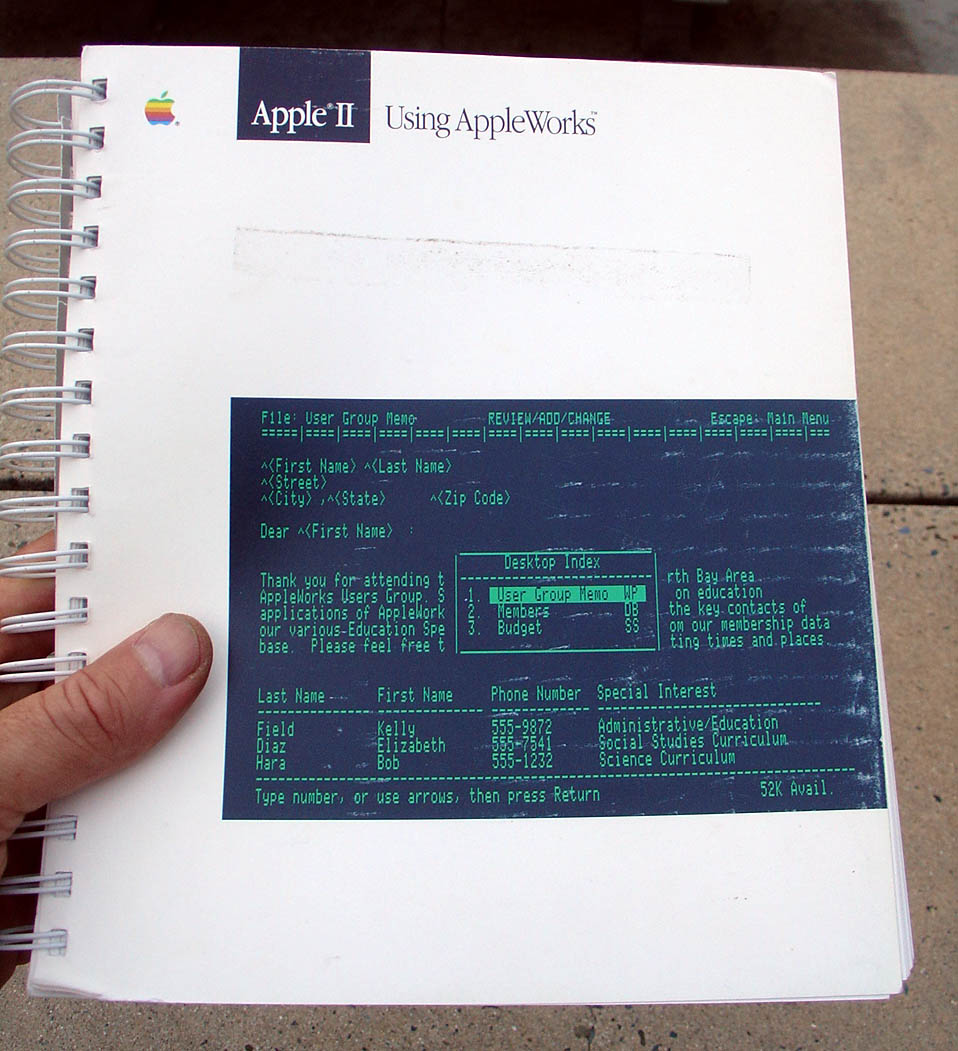 Apple® II Using AppleWorks™
File: User Group Memo REVIEW/ADD/CHANGE Escape: Main Menu
=====|====|====|====|====|====|====|====|====|====|====|====|====|====|====|===
^<First Name> ^<Last Name>
^<Street>
^<City> ,^<State> ^<Zip Code>
Dear ^<First Name> :
Desktop Index
Thank you for attending t rth Bay Area
1. User Group Memo WP
AppleWorks Users Group. S on education
2. Members DB
applications of AppleWork the key contacts of
3. Budget SS
our various Education Spe om our membership data
base. Please feel free t ting times and places
Last Name First Name Phone Number Special Interest
Field Kelly 555-9872 Administrative/Education
Diaz Elizabeth 555-7541 Social Studies Curriculum
Hara Bob 555-1232 Science Curriculum
Type number, or use arrows, then press Return 52K Avail.